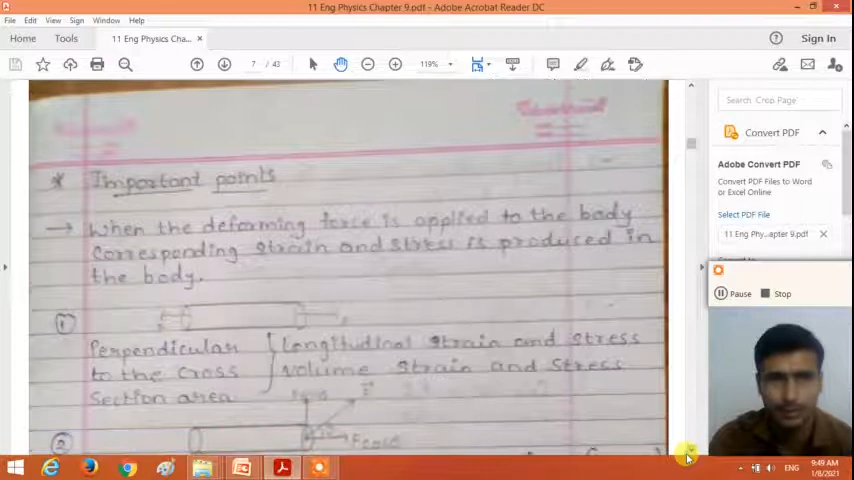 11 Eng Physics Chapter 9.pdf - Adobe Acrobat Reader DC
File Edit View Sign Window Help
Home Tools 11 Eng Physics Cha... × Sign In
7 / 43 119%
* Important points
→ When the deforming force is applied to the body
corresponding strain and stress is produced in
the body.
①
Perpendicular
to the cross
section area
longitudinal strain and stress
volume strain and stress
②
Search 'Crop Page'
Convert PDF
Adobe Convert PDF
Convert PDF Files to Word
or Excel Online
Select PDF File
11 Eng Phy...apter 9.pdf ×
Pause Stop
ENG
9:49 AM
1/8/2021